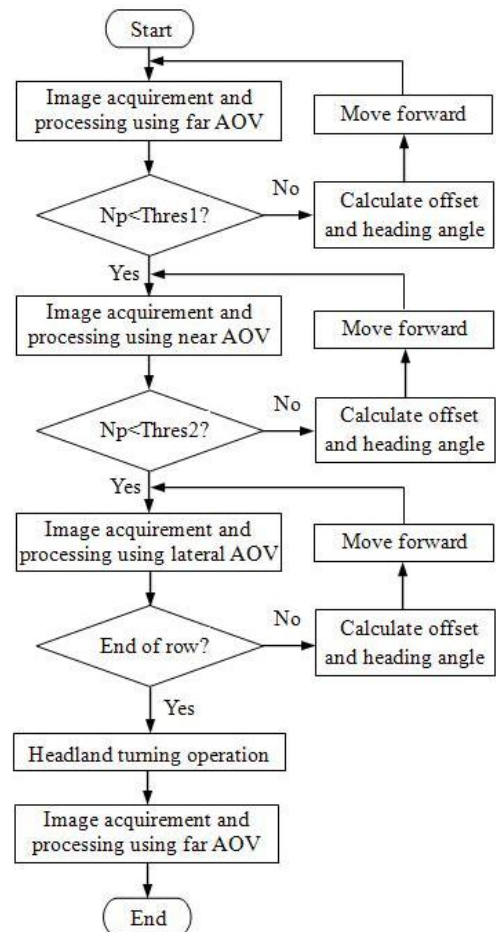 Start
Image acquirement and
processing using far AOV
Move forward
Np<Thres1?
No
Calculate offset
and heading angle
Yes
Image acquirement and
processing using near AOV
Move forward
Np<Thres2?
No
Calculate offset
and heading angle
Yes
Image acquirement and
processing using lateral AOV
Move forward
End of row?
No
Calculate offset
and heading angle
Yes
Headland turning operation
Image acquirement and
processing using far AOV
End